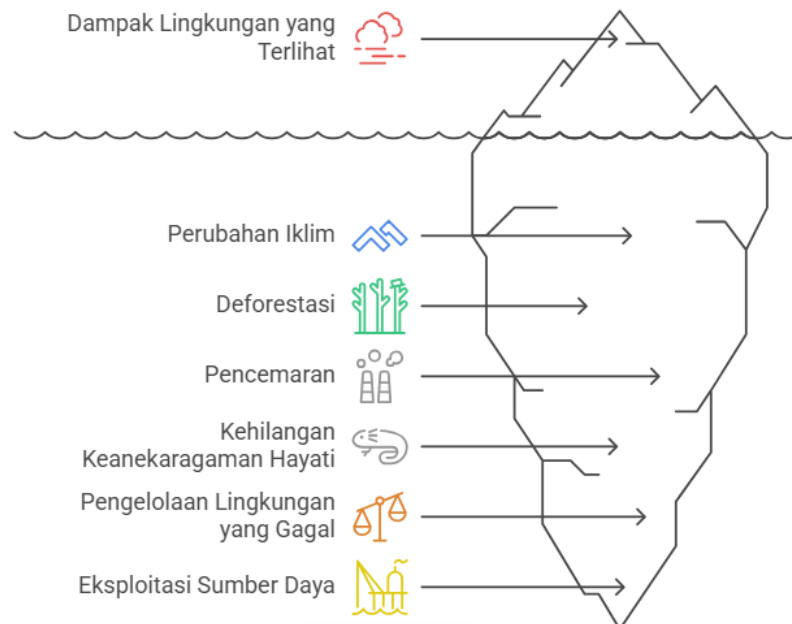 Dampak Lingkungan yang
Terlihat
Perubahan Iklim
Deforestasi
Pencemaran
Kehilangan
Keanekaragaman Hayati
Pengelolaan Lingkungan
yang Gagal
Eksploitasi Sumber Daya